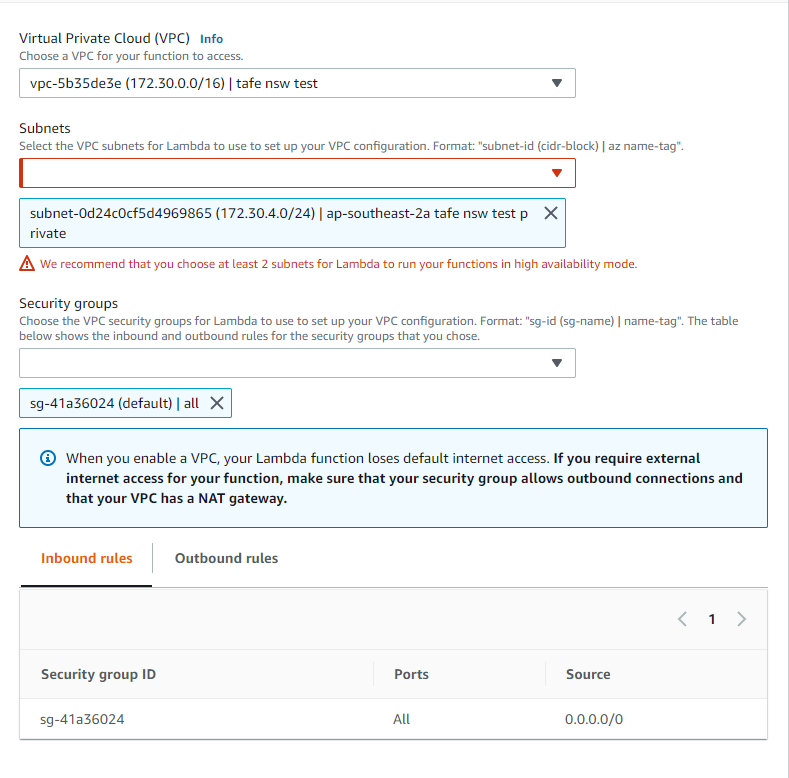 Virtual Private Cloud (VPC) Info
Choose a VPC for your function to access.
vpc-5b35de3e (172.30.0.0/16) | tafe nsw test
Subnets
Select the VPC subnets for Lambda to use to set up your VPC configuration. Format: "subnet-id (cidr-block) | az name-tag".
subnet-0d24c0cf5d4969865 (172.30.4.0/24) | ap-southeast-2a tafe nsw test p
rivate
We recommend that you choose at least 2 subnets for Lambda to run your functions in high availability mode.
Security groups
Choose the VPC security groups for Lambda to use to set up your VPC configuration. Format: "sg-id (sg-name) | name-tag". The table
below shows the inbound and outbound rules for the security groups that you chose.
sg-41a36024 (default) | all
When you enable a VPC, your Lambda function loses default internet access. If you require external
internet access for your function, make sure that your security group allows outbound connections and
that your VPC has a NAT gateway.
Inbound rules Outbound rules
1
Security group ID Ports Source
sg-41a36024 All 0.0.0.0/0